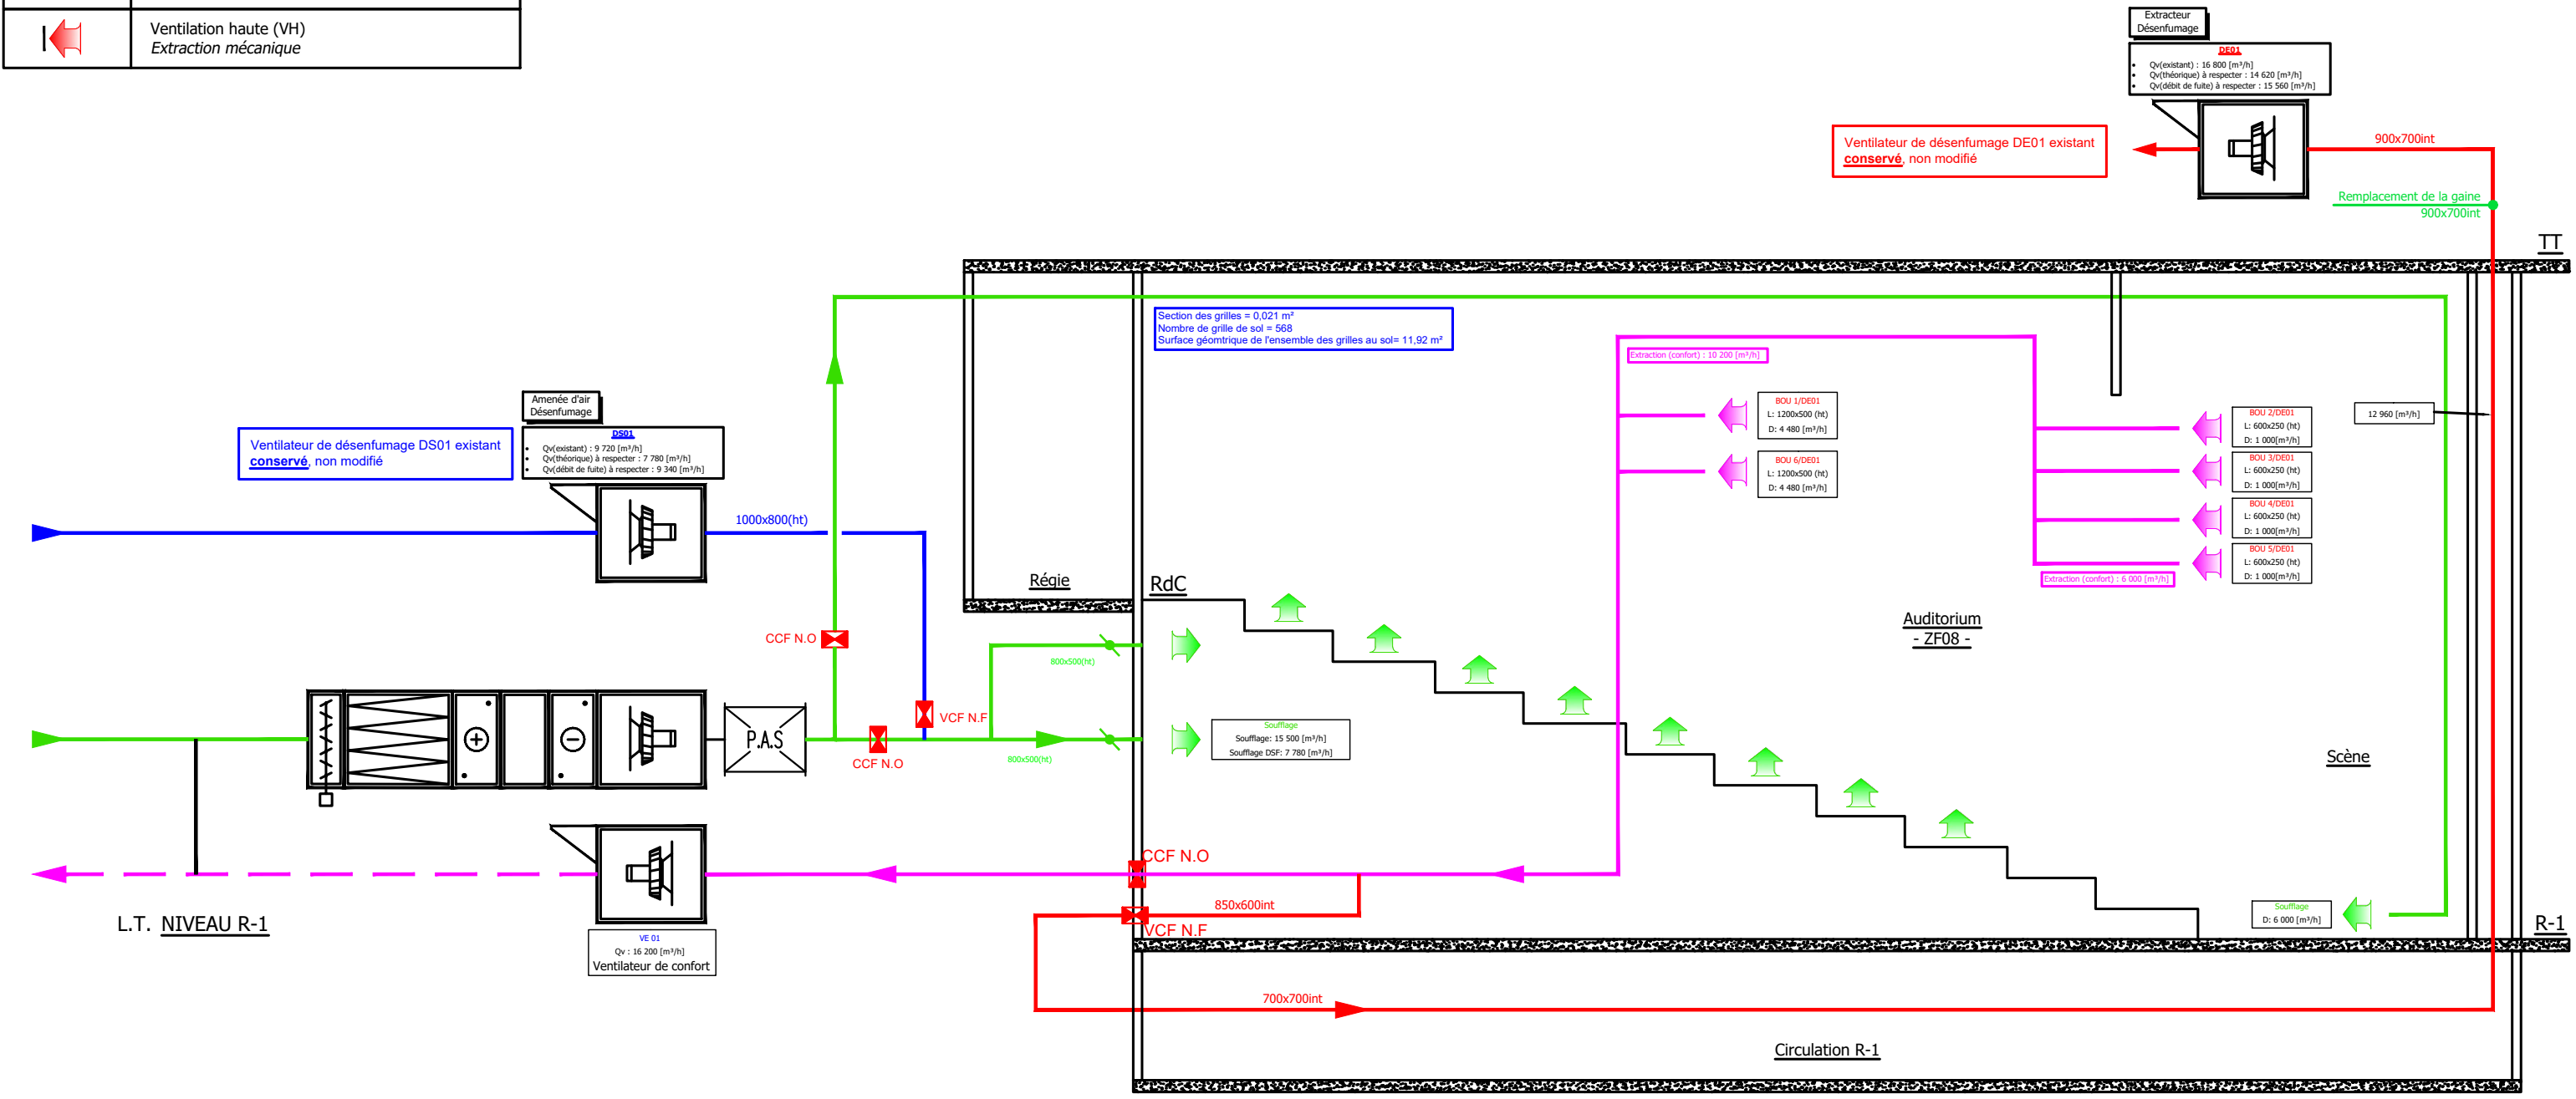 Ventilation haute (VH)
Extraction mécanique
Extracteur
Désenfumage
DE01
• Qv(existant) : 16 800 [m³/h]
• Qv(théorique) à respecter : 14 620 [m³/h]
• Qv(débit de fuite) à respecter : 15 560 [m³/h]
Ventilateur de désenfumage DE01 existant
conservé, non modifié
900x700int
Remplacement de la gaine
900x700int
TT
Section des grilles = 0,021 m²
Nombre de grille de sol = 568
Surface géomtrique de l'ensemble des grilles au sol= 11,92 m²
Extraction (confort) : 10 200 [m³/h]
Amenée d'air
Désenfumage
DS01
• Qv(existant) : 9 720 [m³/h]
• Qv(théorique) à respecter : 7 780 [m³/h]
• Qv(débit de fuite) à respecter : 9 340 [m³/h]
Ventilateur de désenfumage DS01 existant
conservé, non modifié
BOU 1/DE01
L: 1200x500 (ht)
D: 4 480 [m³/h]
BOU 6/DE01
L: 1200x500 (ht)
D: 4 480 [m³/h]
BOU 2/DE01
L: 600x250 (ht)
D: 1 000[m³/h]
BOU 3/DE01
L: 600x250 (ht)
D: 1 000[m³/h]
BOU 4/DE01
L: 600x250 (ht)
D: 1 000[m³/h]
BOU 5/DE01
L: 600x250 (ht)
D: 1 000[m³/h]
12 960 [m³/h]
Extraction (confort) : 6 000 [m³/h]
1000x800(ht)
Régie
RdC
Auditorium
- ZF08 -
CCF N.O
800x500(ht)
VCF N.F
P.A.S
CCF N.O
800x500(ht)
Soufflage
Soufflage: 15 500 [m³/h]
Soufflage DSF: 7 780 [m³/h]
Scène
CCF N.O
850x600int
VCF N.F
L.T. NIVEAU R-1
VE 01
Qv : 16 200 [m³/h]
Ventilateur de confort
Soufflage
D: 6 000 [m³/h]
R-1
700x700int
Circulation R-1